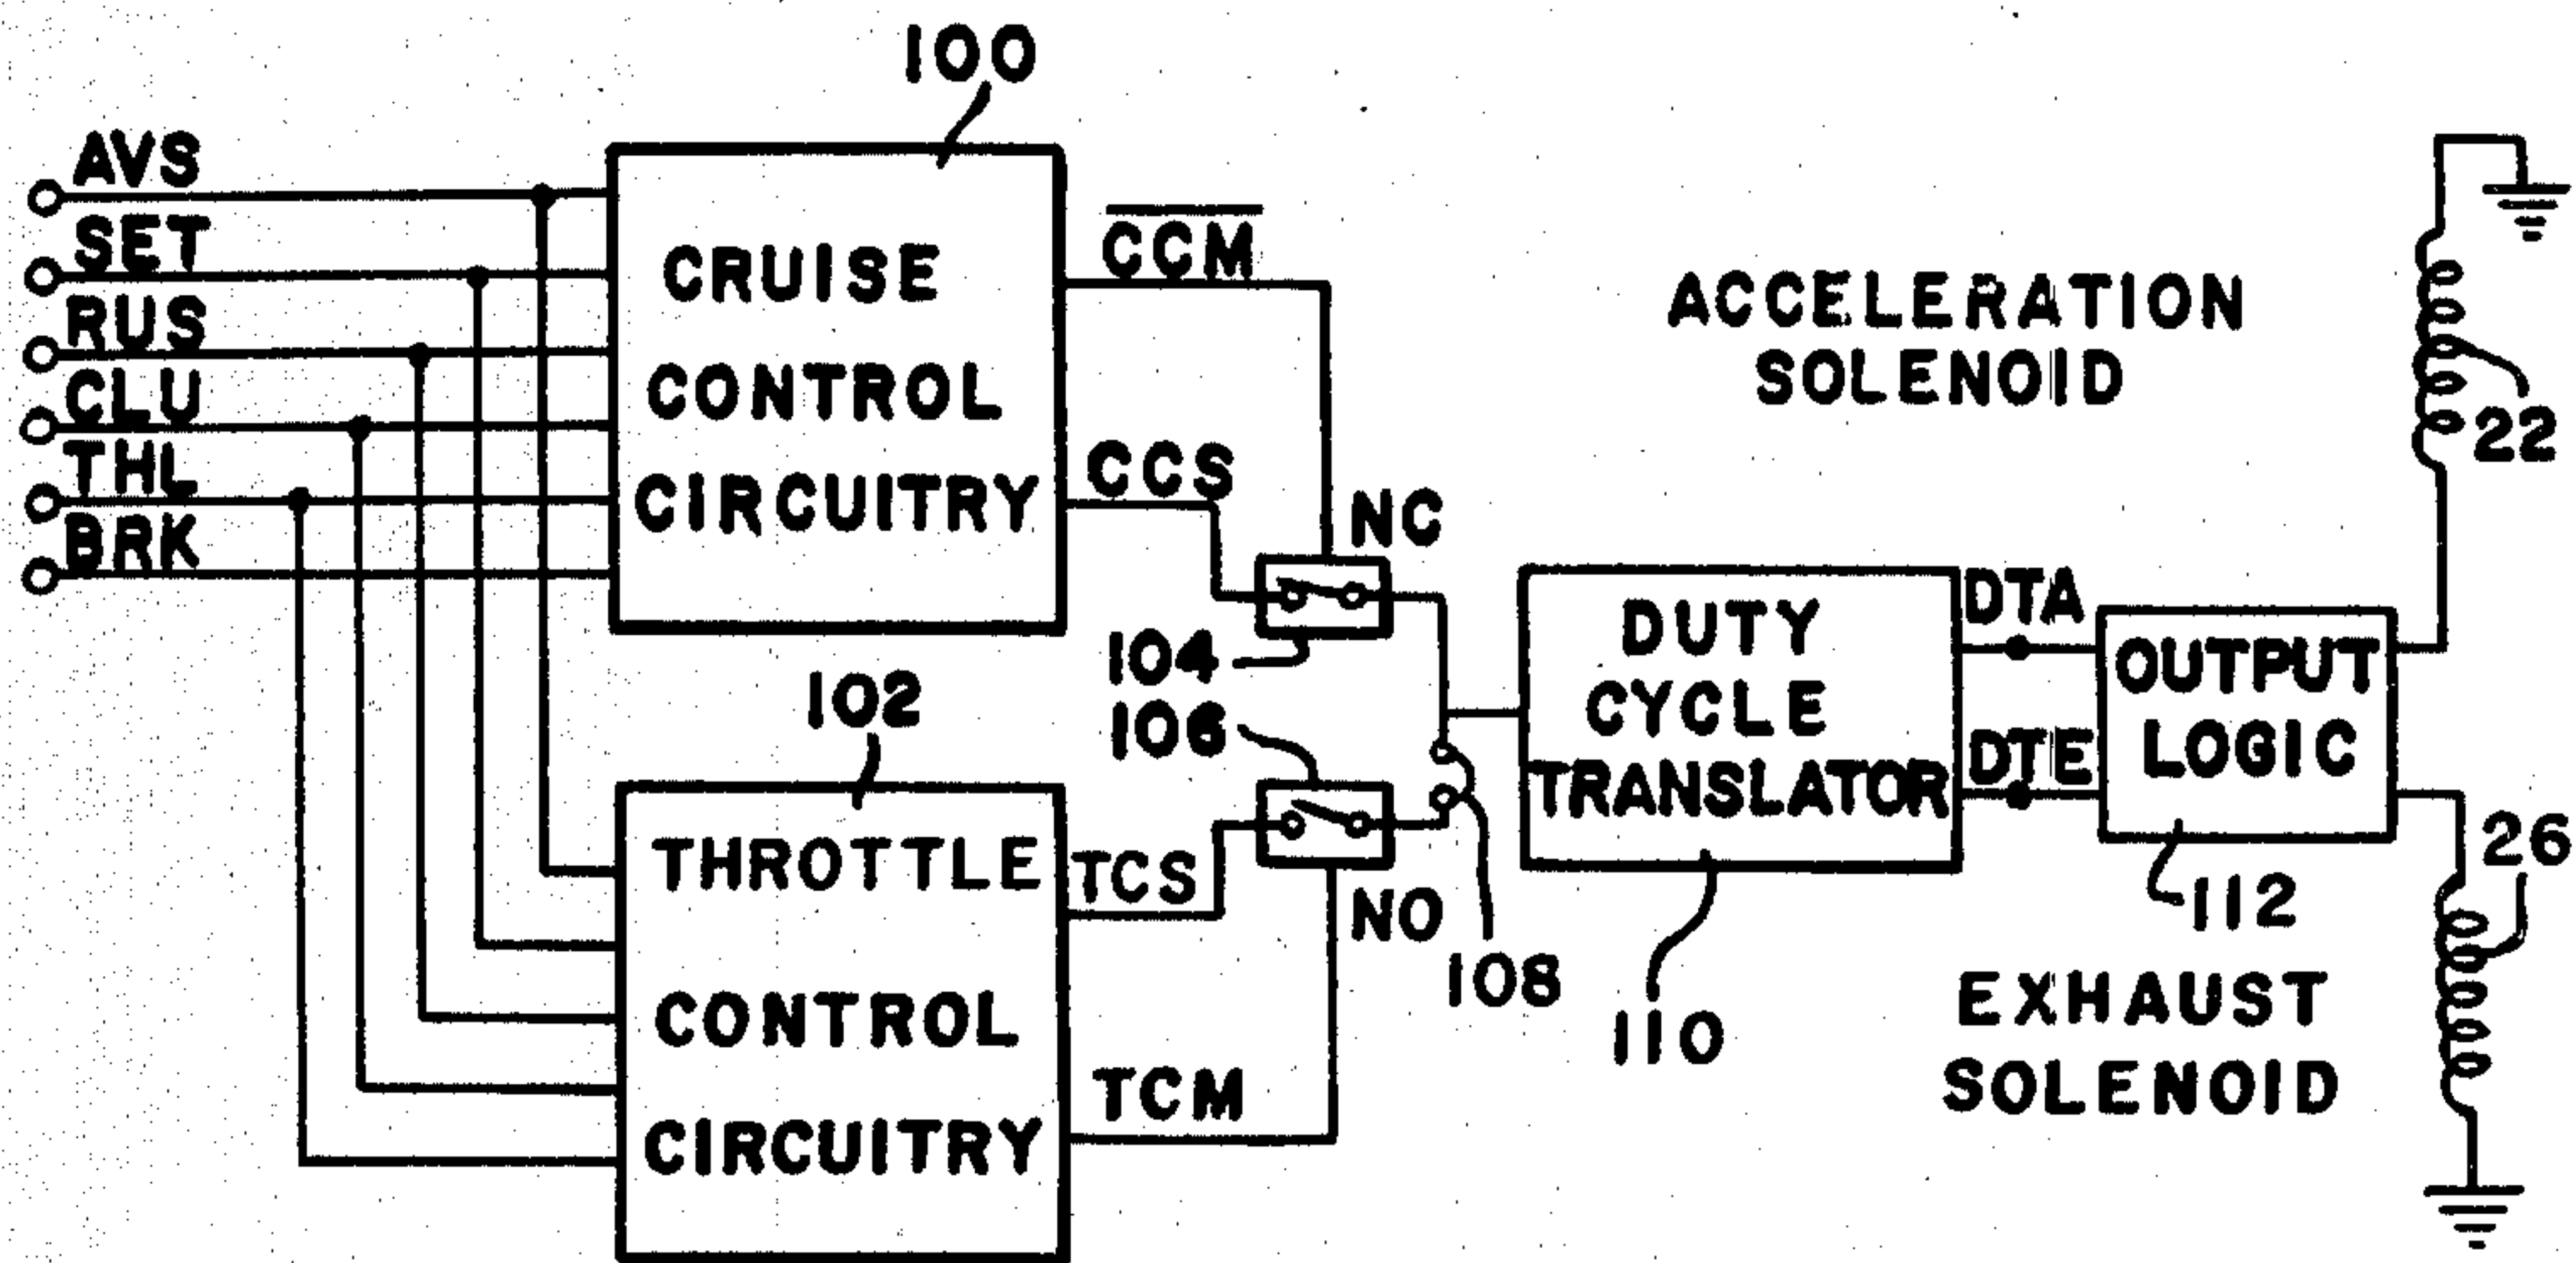 100
AVS
SET
RUS
CLU
THL
BRK
CRUISE
CONTROL
CIRCUITRY
C̅C̅M̅
CCS
NC
104
106
102
THROTTLE
CONTROL
CIRCUITRY
TCS
NO
TCM
108
DUTY
CYCLE
TRANSLATOR
110
DTA
DTE
OUTPUT
LOGIC
112
ACCELERATION
SOLENOID
22
26
EXHAUST
SOLENOID